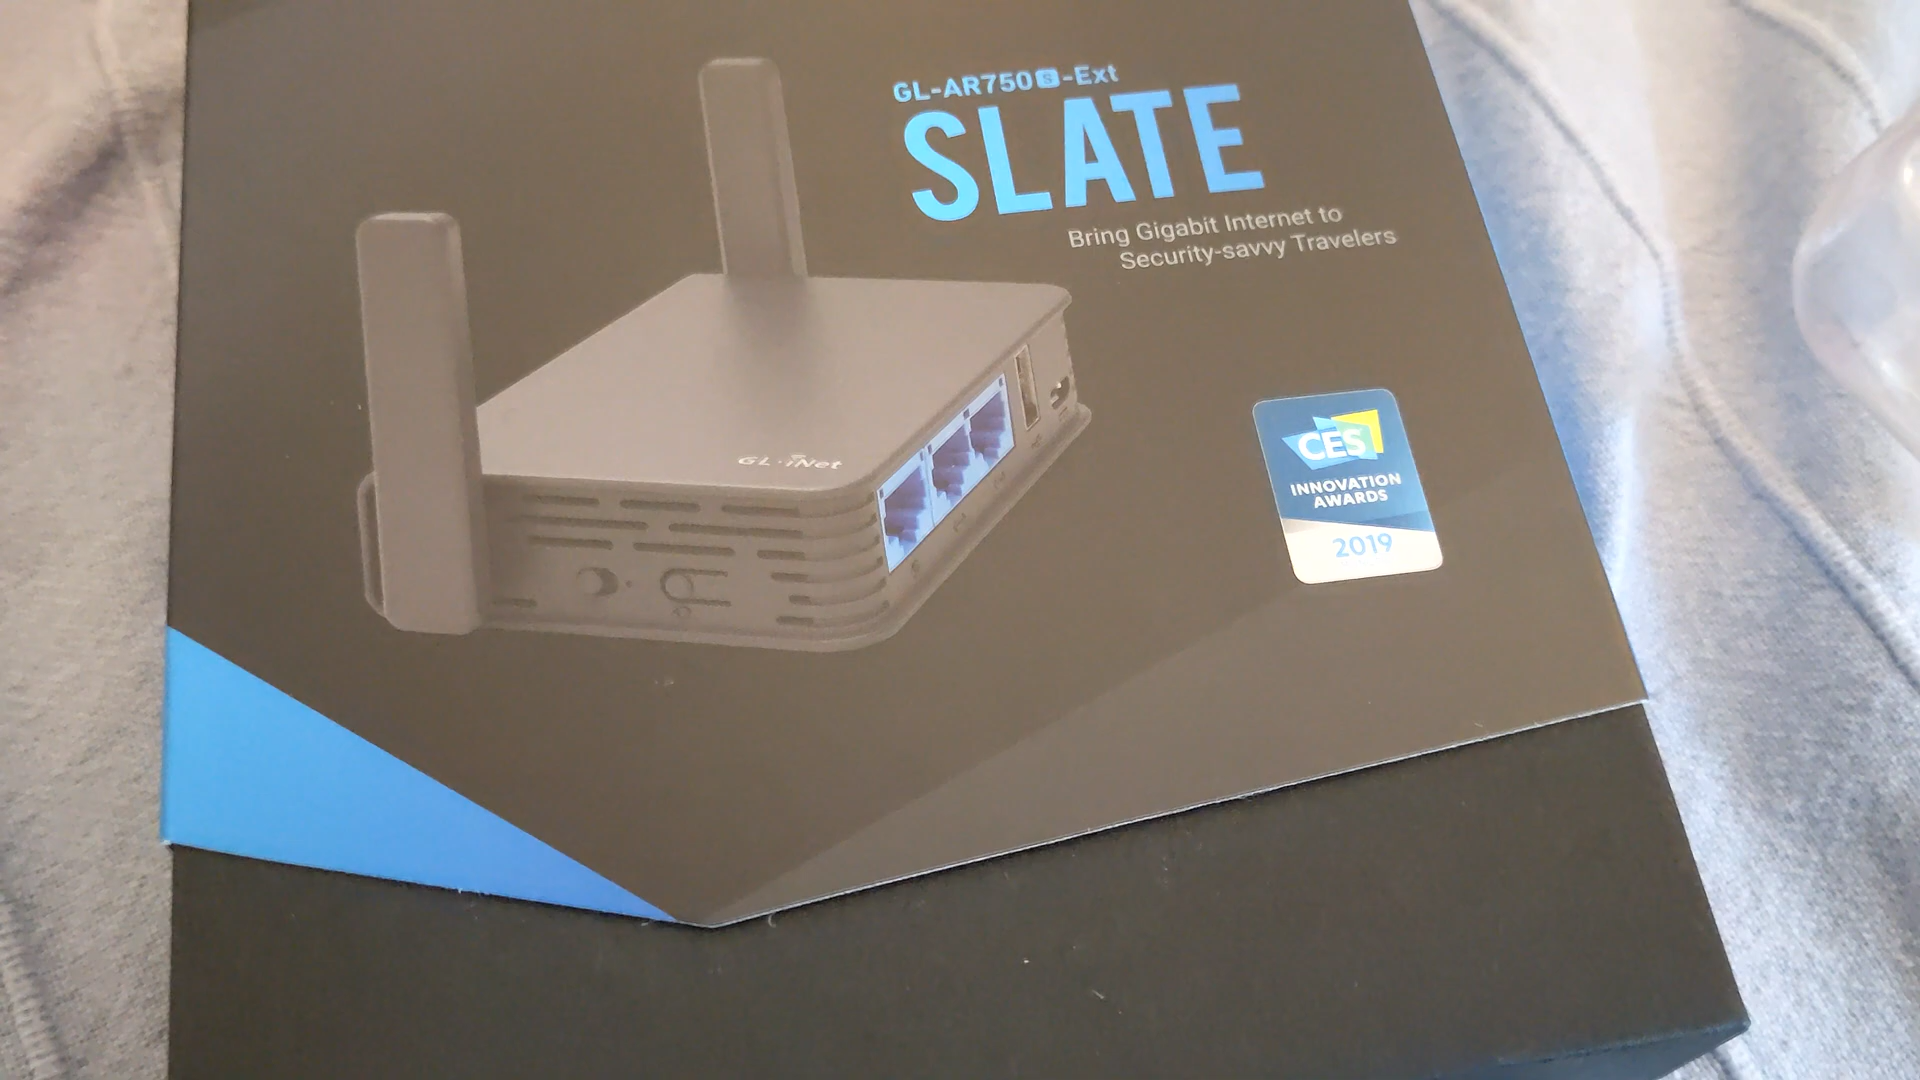 GL-AR750S-Ext
SLATE
Bring Gigabit Internet to
Security-savvy Travelers
GL·iNet
CES
INNOVATION
AWARDS
2019